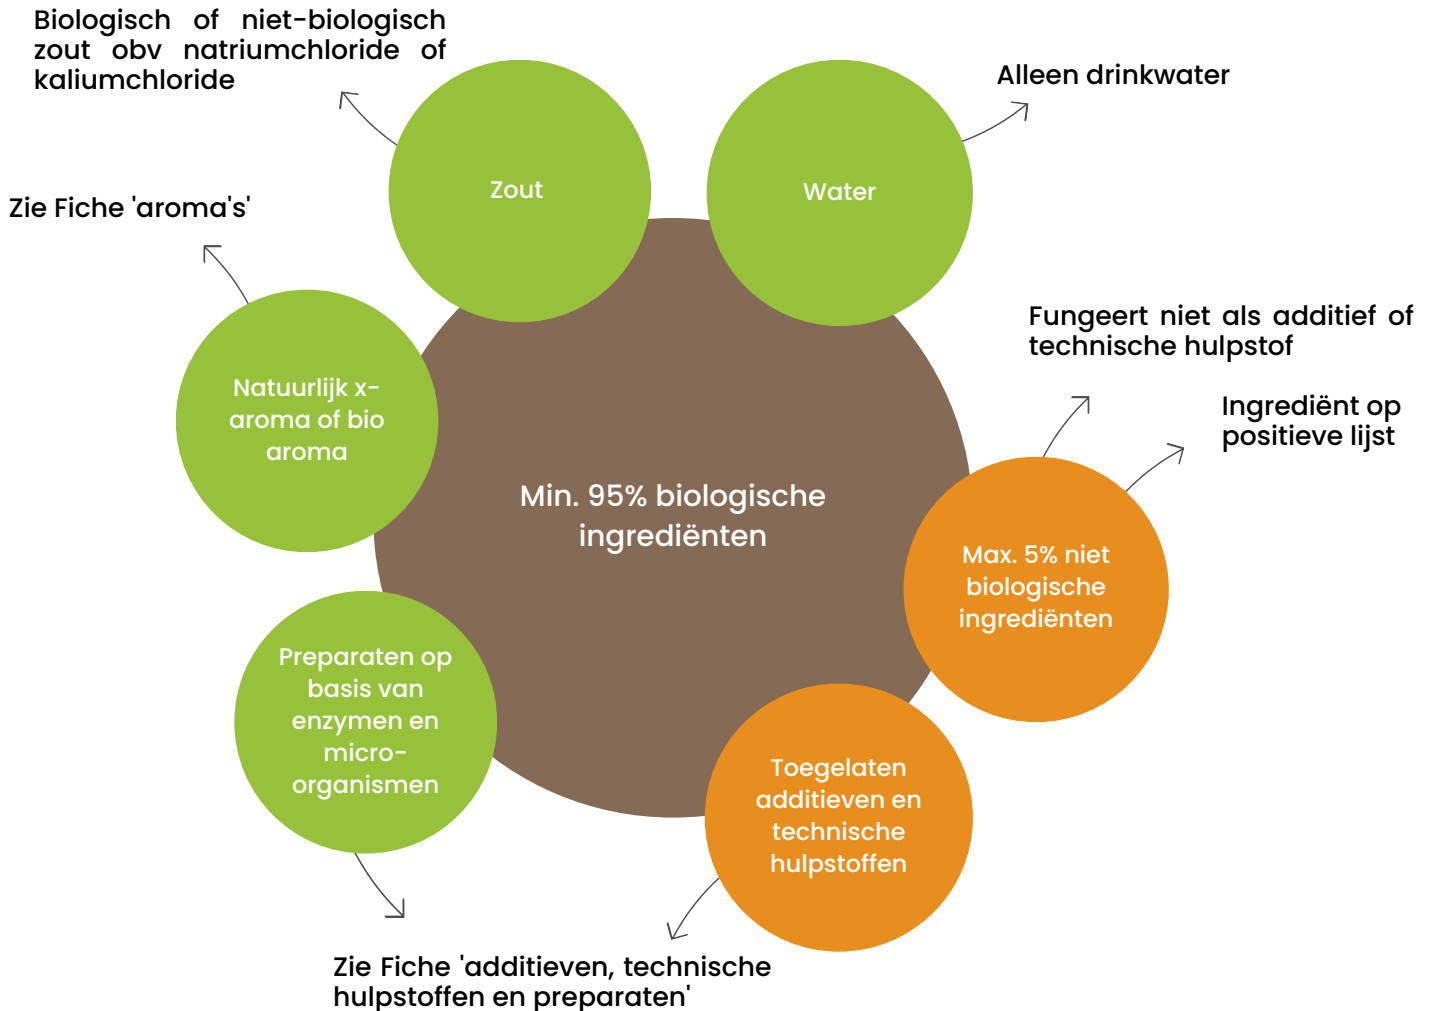 Biologisch of niet-biologisch
zout obv natriumchloride of
kaliumchloride
Alleen drinkwater
Zout
Water
Zie Fiche 'aroma's'
Fungeert niet als additief of
technische hulpstof
Natuurlijk x-
aroma of bio
aroma
Ingrediënt op
positieve lijst
Min. 95% biologische
ingrediënten
Max. 5% niet
biologische
ingrediënten
Preparaten op
basis van
enzymen en
micro-
organismen
Toegelaten
additieven en
technische
hulpstoffen
Zie Fiche 'additieven, technische
hulpstoffen en preparaten'